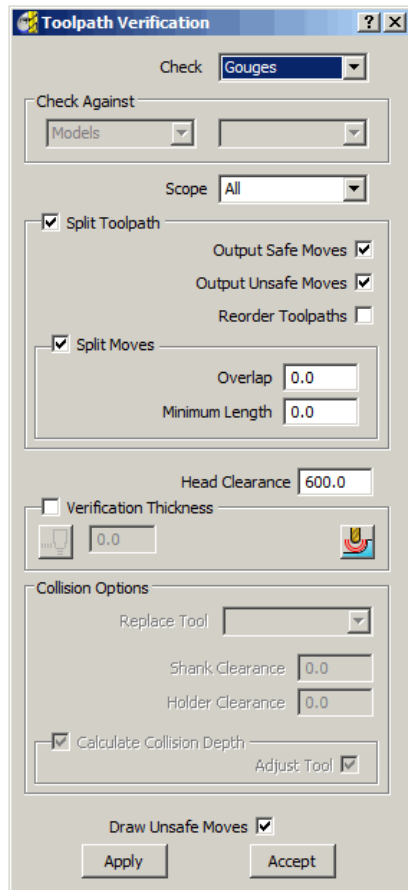 Toolpath Verification
Check Gouges
Check Against
Models
Scope All
Split Toolpath
Output Safe Moves
Output Unsafe Moves
Reorder Toolpaths
Split Moves
Overlap 0.0
Minimum Length 0.0
Head Clearance 600.0
Verification Thickness
0.0
Collision Options
Replace Tool
Shank Clearance 0.0
Holder Clearance 0.0
Calculate Collision Depth
Adjust Tool
Draw Unsafe Moves
Apply Accept